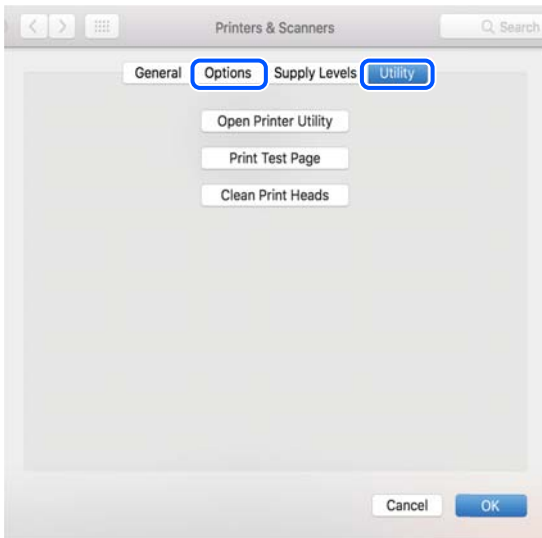 Printers & Scanners
Search
General Options Supply Levels Utility
Open Printer Utility
Print Test Page
Clean Print Heads
Cancel OK